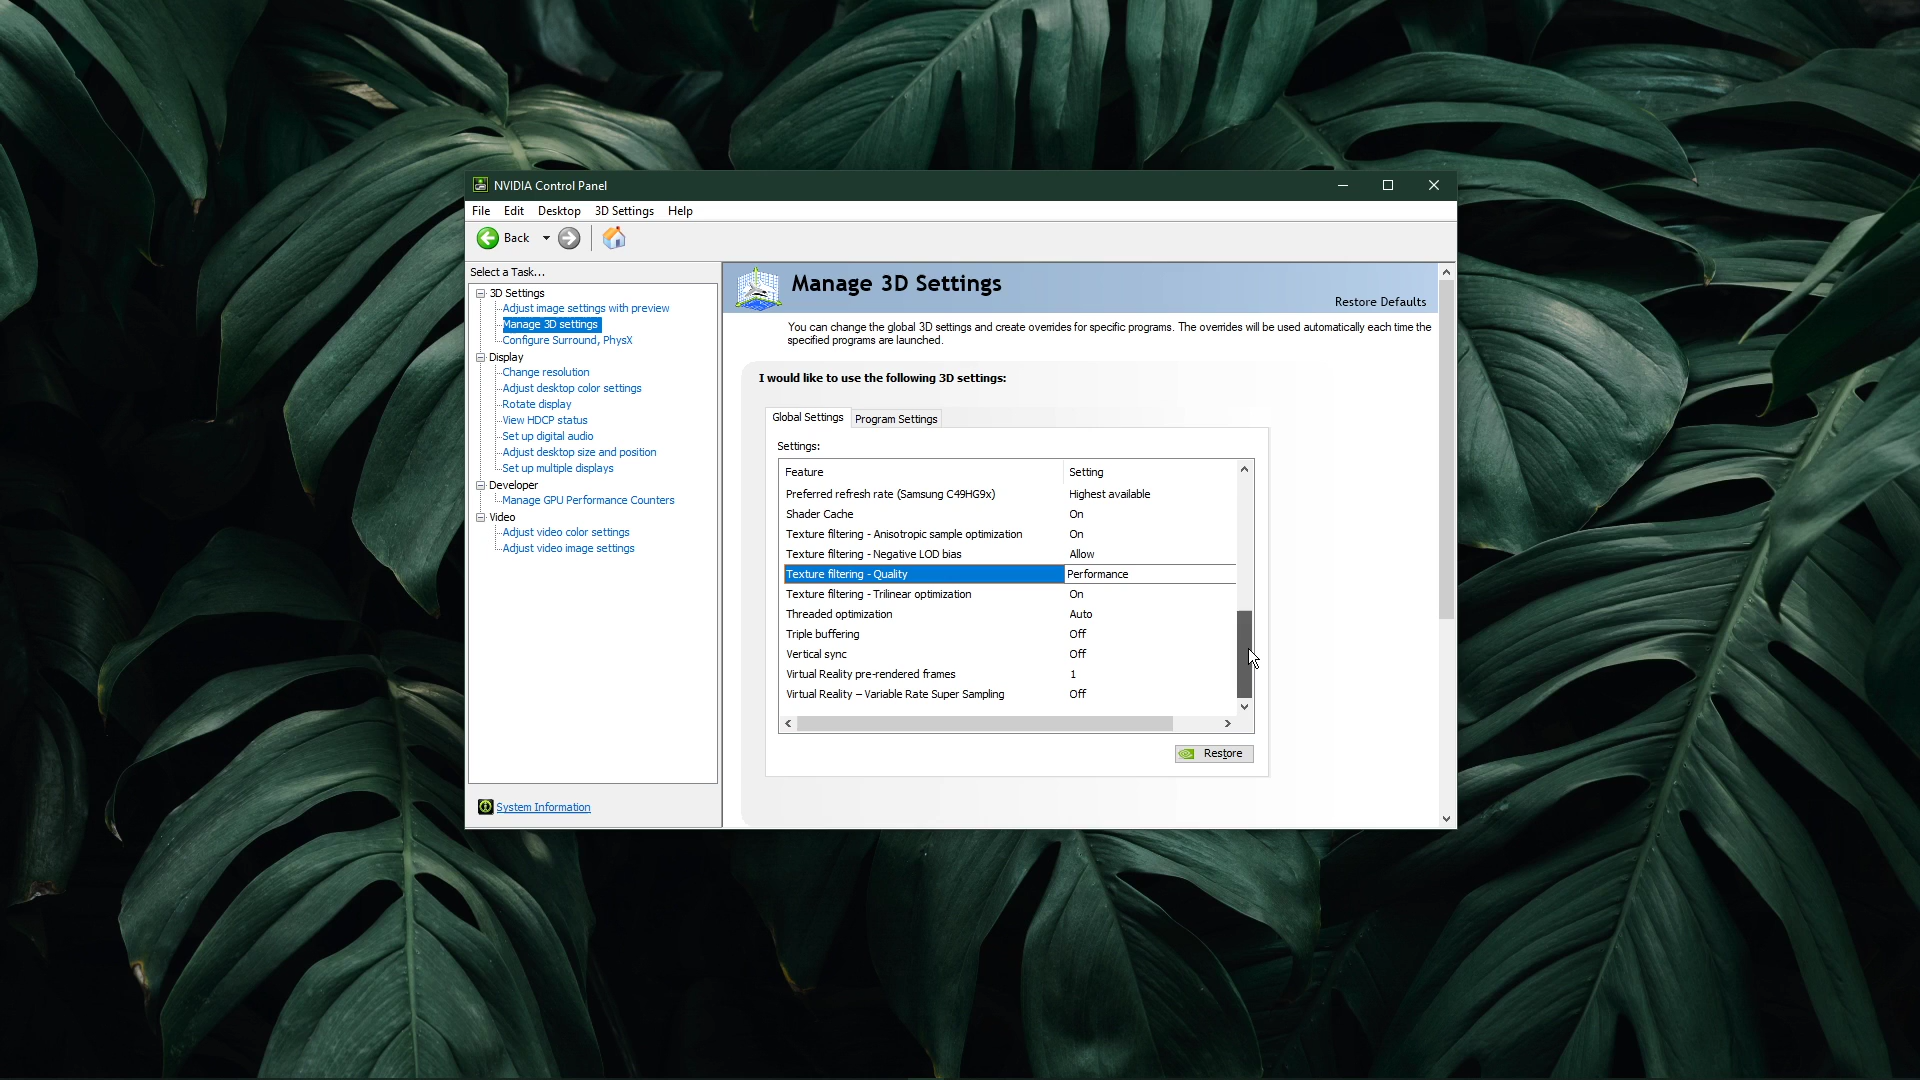 NVIDIA Control Panel
File Edit Desktop 3D Settings Help
Back
Select a Task...
3D Settings
Adjust image settings with preview
Manage 3D settings
Configure Surround, PhysX
Display
Change resolution
Adjust desktop color settings
Rotate display
View HDCP status
Set up digital audio
Adjust desktop size and position
Set up multiple displays
Developer
Manage GPU Performance Counters
Video
Adjust video color settings
Adjust video image settings
System Information
Manage 3D Settings
Restore Defaults
You can change the global 3D settings and create overrides for specific programs. The overrides will be used automatically each time the
specified programs are launched.
I would like to use the following 3D settings:
Global Settings Program Settings
Settings:
Feature Setting
Preferred refresh rate (Samsung C49HG9x) Highest available
Shader Cache On
Texture filtering - Anisotropic sample optimization On
Texture filtering - Negative LOD bias Allow
Texture filtering - Quality Performance
Texture filtering - Trilinear optimization On
Threaded optimization Auto
Triple buffering Off
Vertical sync Off
Virtual Reality pre-rendered frames 1
Virtual Reality – Variable Rate Super Sampling Off
Restore